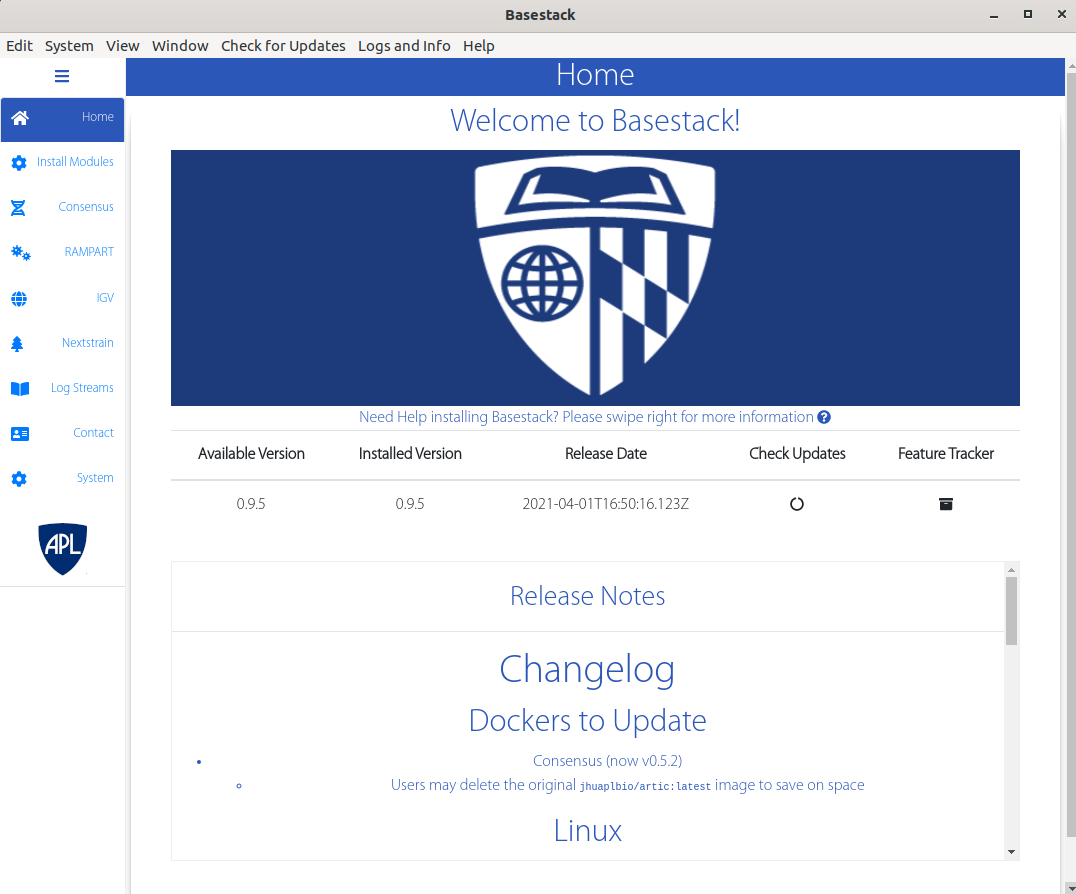 Basestack
Edit System View Window Check for Updates Logs and Info Help
Home
Home
Install Modules
Consensus
RAMPART
IGV
Nextstrain
Log Streams
Contact
System
APL
Welcome to Basestack!
Need Help installing Basestack? Please swipe right for more information
Available Version Installed Version Release Date Check Updates Feature Tracker
0.9.5 0.9.5 2021-04-01T16:50:16.123Z
Release Notes
Changelog
Dockers to Update
Consensus (now v0.5.2)
Users may delete the original jhuaplbio/artic:latest image to save on space
Linux